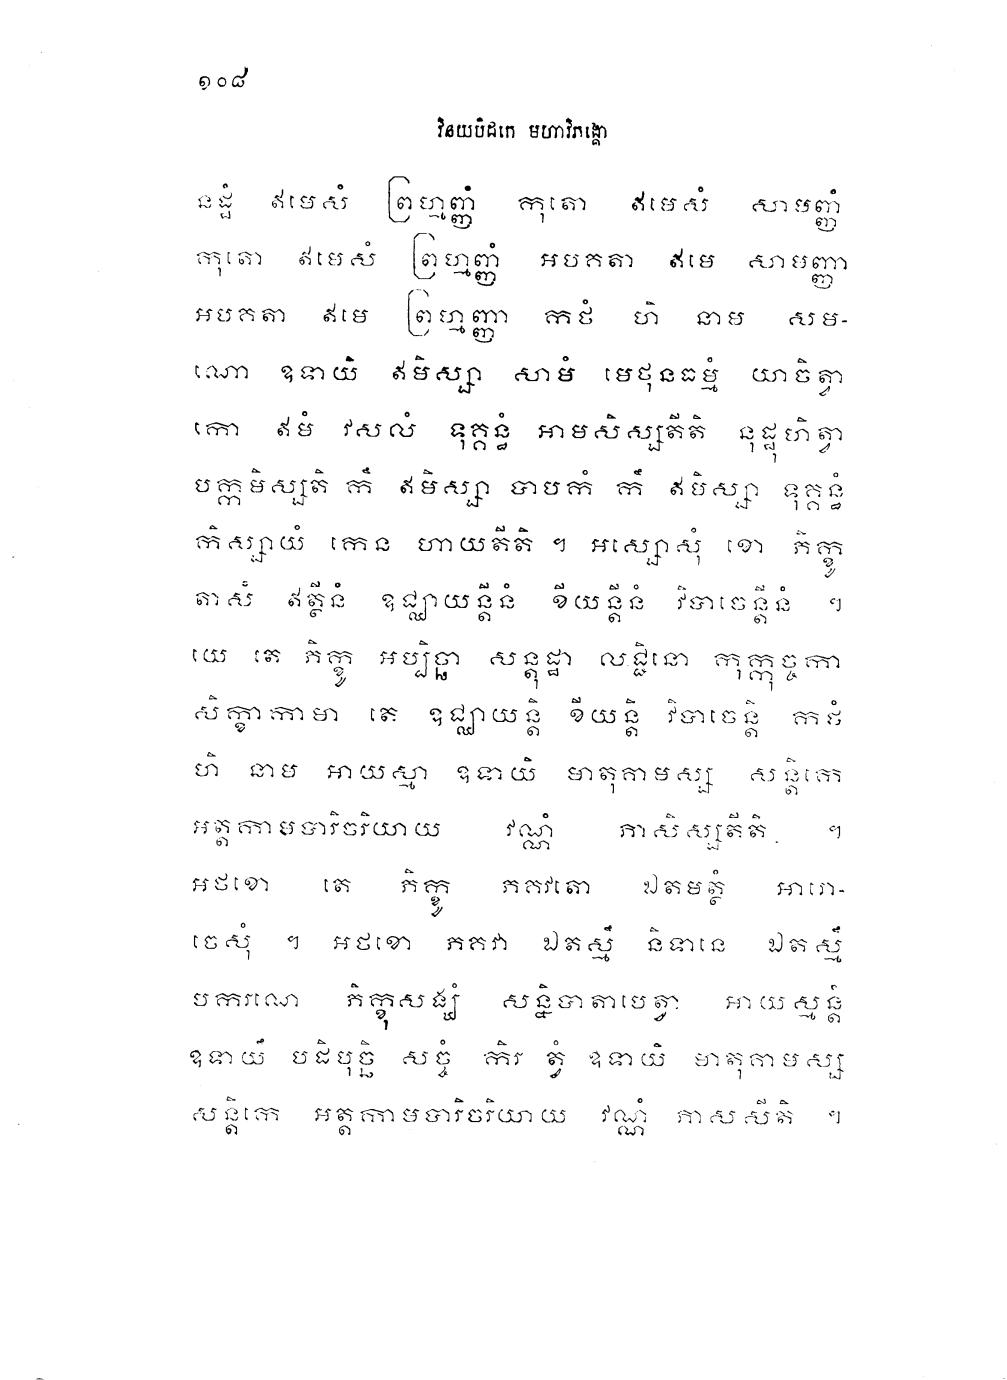 ១០៨
វិនយបិដកេ មហាវិភង្គោ
នដ្ឋំ ឥមេសំ ព្រហ្មញ្ញំ កុតោ ឥមេសំ សាមញ្ញំ
កុតោ ឥមេសំ ព្រហ្មញ្ញំ អបគតា ឥមេ សាមញ្ញា
អបគតា ឥមេ ព្រហ្មញ្ញា កថំ ហិ នាម សម-
ណោ ឧទាយិ ឥមិស្សា សាមំ មេថុនធម្មំ យាចិត្វា
កោ ឥមំ វសលំ ទុគ្គន្ធំ អាមសិស្សតីតិ នុដ្ឋុហិត្វា
បក្កមិស្សតិ កឹ ឥមិស្សា បាបកំ កឹ ឥមិស្សា ទុគ្គន្ធំ
កិស្សាយំ កេន ហាយតីតិ ។ អស្សោសុំ ខោ ភិក្ខូ
តាសំ ឥត្ថីនំ ឧជ្ឈាយន្តីនំ ខីយន្តីនំ វិបាចេន្តីនំ ។
យេ តេ ភិក្ខូ អប្បិច្ឆា សន្តុដ្ឋា លជ្ជិនោ កុក្កុច្ចកា
សិក្ខាកាមា តេ ឧជ្ឈាយន្តិ ខីយន្តិ វិបាចេន្តិ កថំ
ហិ នាម អាយស្មា ឧទាយិ មាតុគាមស្ស សន្តិកេ
អត្តកាមបារិចរិយាយ វណ្ណំ ភាសិស្សតីតិ ។
អថខោ តេ ភិក្ខូ ភគវតោ ឯតមត្ថំ អារោ-
ចេសុំ ។ អថខោ ភគវា ឯតស្មឹ និទានេ ឯតស្មឹ
បករណេ ភិក្ខុសង្ឃំ សន្និបាតាបេត្វា អាយស្មន្តំ
ឧទាយឹ បដិបុច្ឆិ សច្ចំ កិរ ត្វំ ឧទាយិ មាតុគាមស្ស
សន្តិកេ អត្តកាមបារិចរិយាយ វណ្ណំ ភាសសីតិ ។